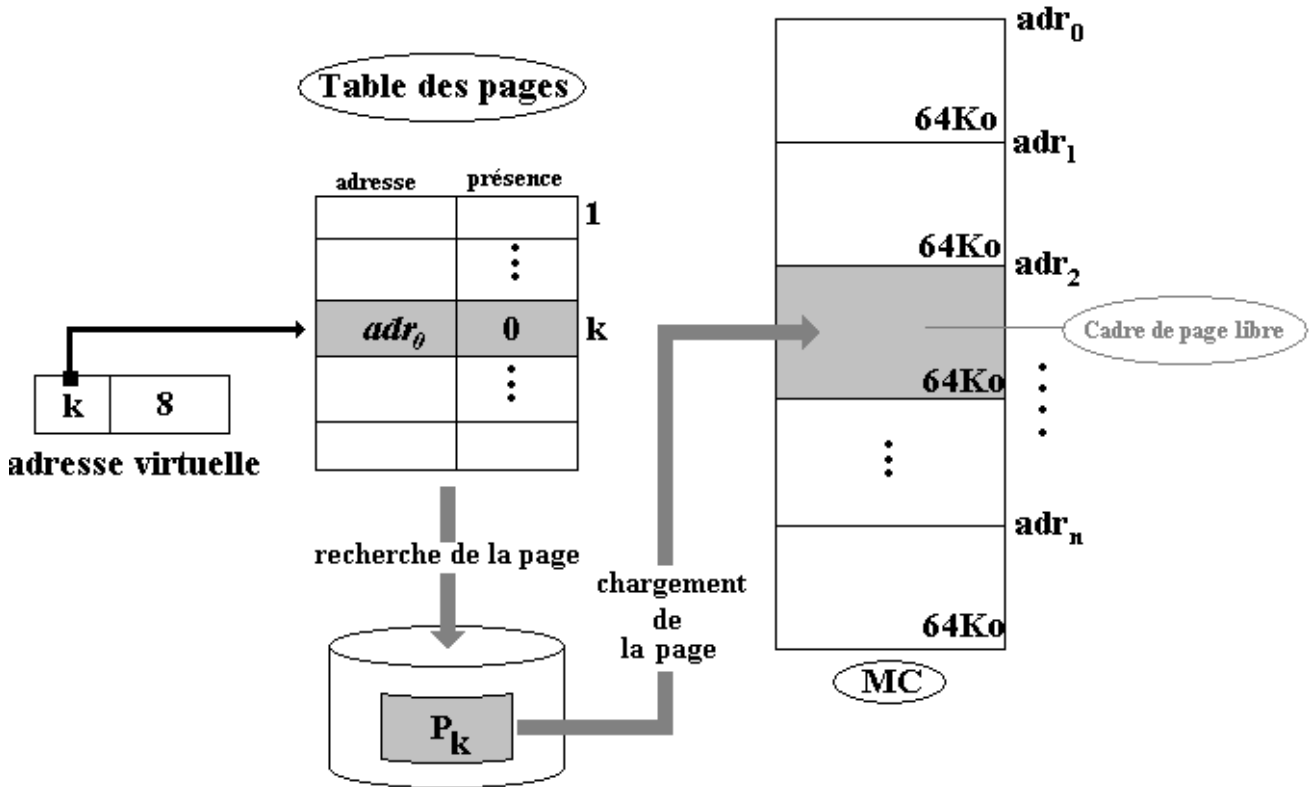 Table des pages
adresse présence
1
adr₀ 0 k
k 8
adresse virtuelle
recherche de la page
Pk
chargement
de
la page
adr₀
64Ko
adr₁
64Ko
adr₂
Cadre de page libre
64Ko
adrₙ
64Ko
MC